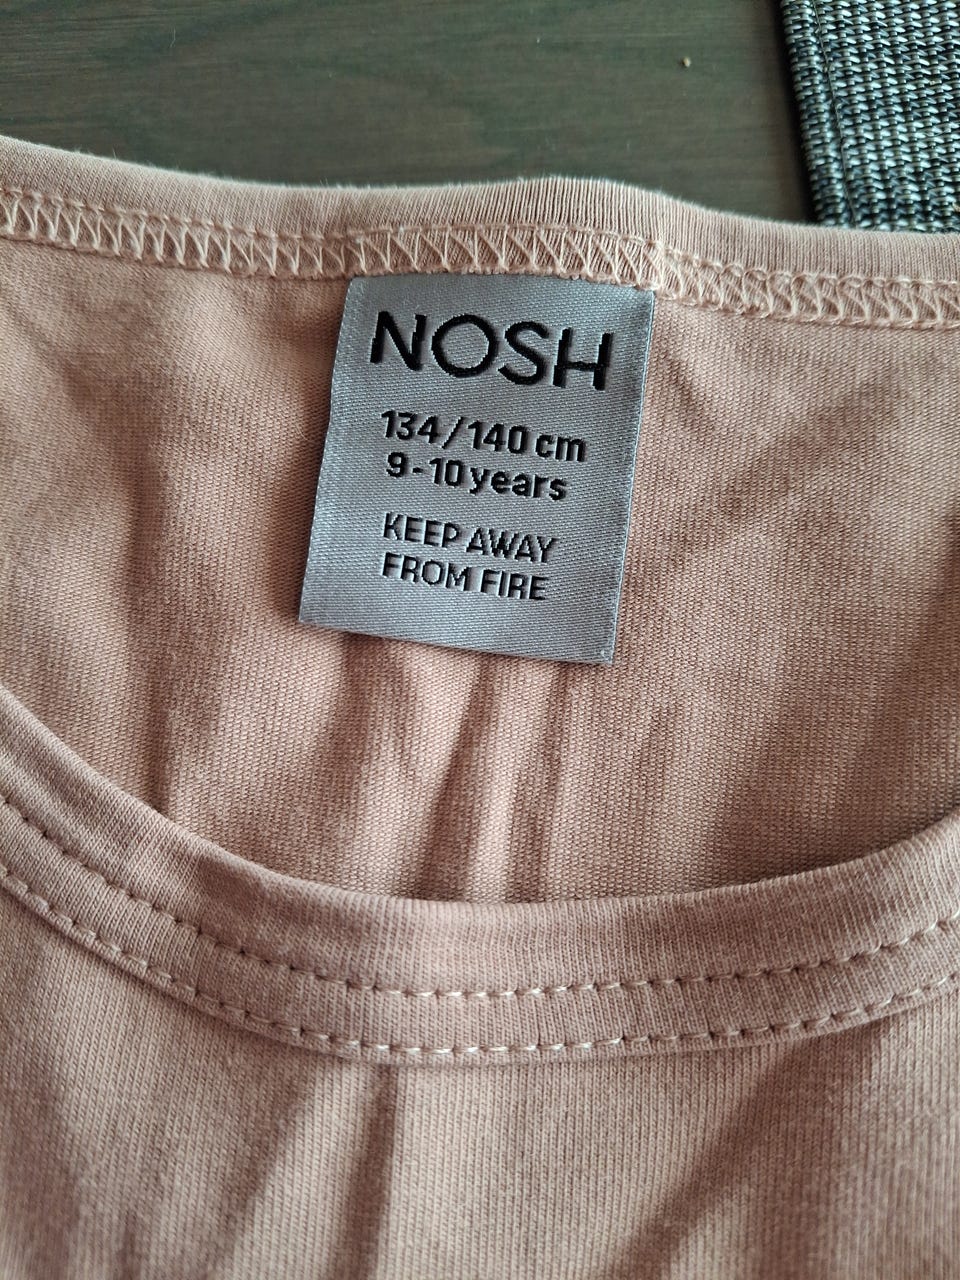 NOSH
134/140 cm
9-10 years
KEEP AWAY
FROM FIRE